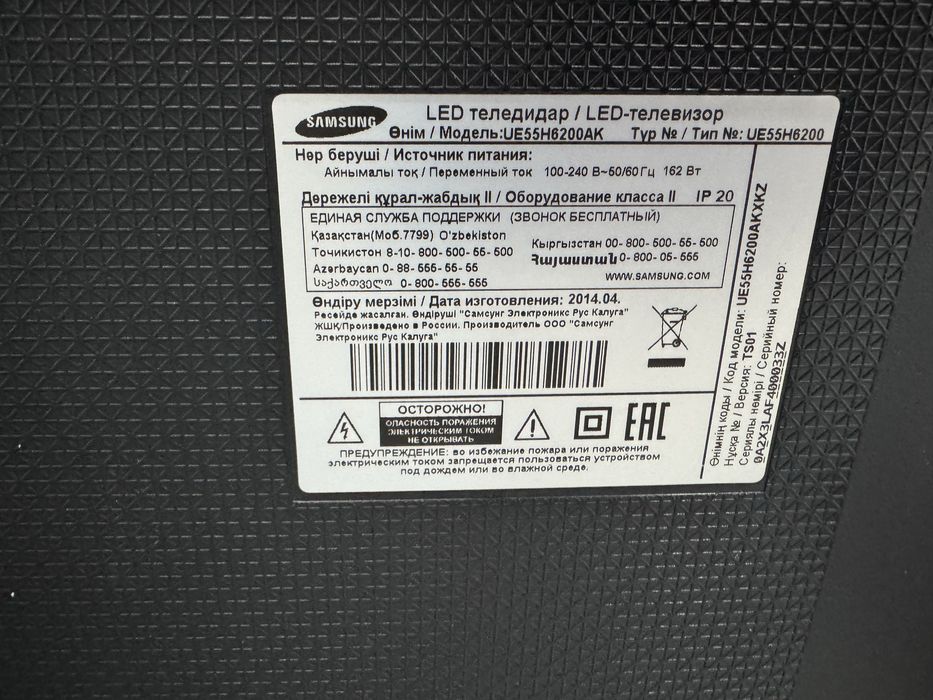 SAMSUNG
LED теледидар / LED-телевизор
Өнім / Модель:UE55H6200AK Тур № / Тип №: UE55H6200
Нәр беруші / Источник питания:
Айнымалы тоқ / Переменный ток 100-240 В~50/60Гц 162 Вт
Дәрежелі құрал-жабдық II / Оборудование класса II IP 20
ЕДИНАЯ СЛУЖБА ПОДДЕРЖКИ (ЗВОНОК БЕСПЛАТНЫЙ)
Қазақстан(Моб.7799) O'zbekiston
Точикистон 8-10-800-500-55-500
Кыргызстан 00-800-500-55-500
Azərbaycan 0-88-555-55-55
Հայաստան 0-800-05-555
საქართველო 0-800-555-555
WWW.SAMSUNG.COM
Өндіру мерзімі / Дата изготовления: 2014.04.
Ресейде жасалған. Өндіруші "Самсунг Электроникс Рус Калуга"
ЖШҚ/Произведено в России. Производитель ООО "Самсунг
Электроникс Рус Калуга"
ОСТОРОЖНО!
ОПАСНОСТЬ ПОРАЖЕНИЯ
ЭЛЕКТРИЧЕСКИМ ТОКОМ
НЕ ОТКРЫВАТЬ
EAC
ПРЕДУПРЕЖДЕНИЕ: во избежание пожара или поражения
электрическим током запрещается пользоваться устройством
под дождем или во влажной среде.
Өнімнің коды / Код модели: UE55H6200AKXKZ
Нұсқа № / Версия: TS01
Сериялы нөмірі / Серийный номер:
0A2X3LAF400033Z